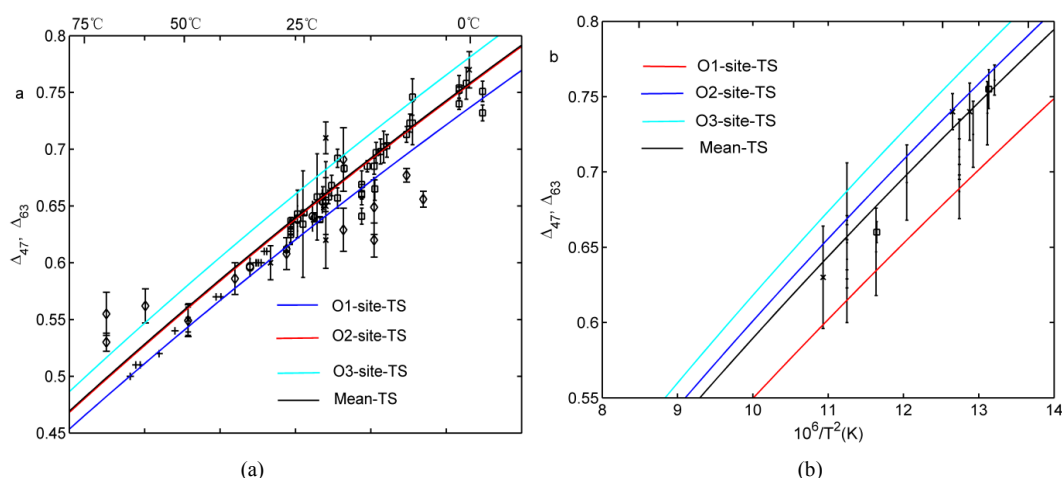 75℃ 50℃ 25℃ 0℃
0.8
a
0.75
0.7
0.65
0.6
0.55
0.5
0.45
Δ47, Δ63
O1-site-TS
O2-site-TS
O3-site-TS
Mean-TS
(a)
0.8
b
0.75
0.7
0.65
0.6
0.55
Δ47, Δ63
O1-site-TS
O2-site-TS
O3-site-TS
Mean-TS
8 9 10 11 12 13 14
10^6/T^2(K)
(b)